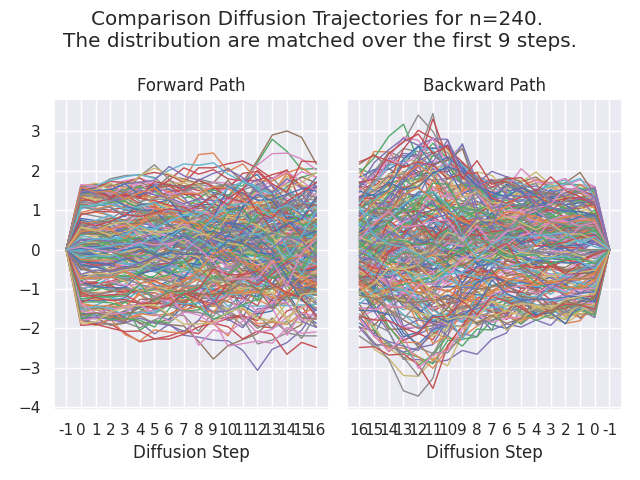 Comparison Diffusion Trajectories for n=240.
The distribution are matched over the first 9 steps.
Forward Path
Backward Path
3
2
1
0
−1
−2
−3
−4
-1 0 1 2 3 4 5 6 7 8 9 10 11 12 13 14 15 16
16 15 14 13 12 11 10 9 8 7 6 5 4 3 2 1 0 -1
Diffusion Step
Diffusion Step